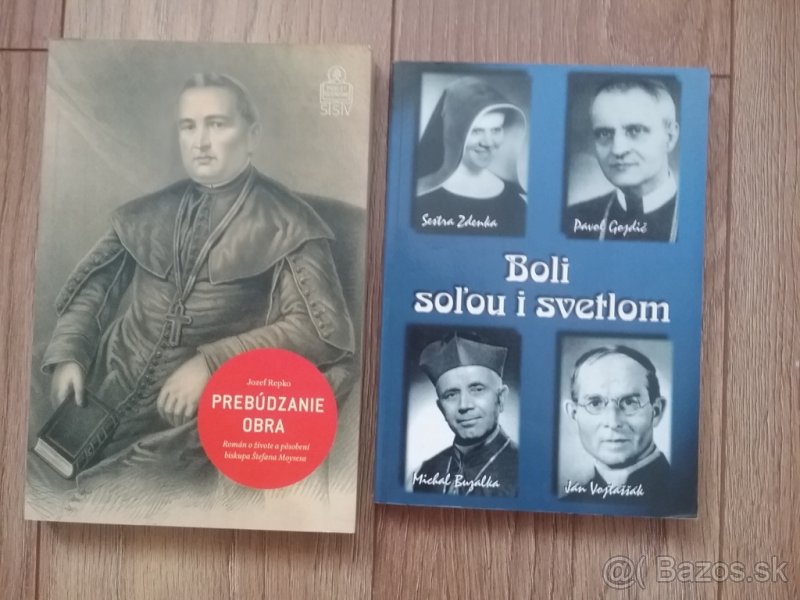 SISIV
Jozef Repko
PREBÚDZANIE
OBRA
Román o živote a pôsobení
biskupa Štefana Moysesa
Sestra Zdenka
Pavol Gojdič
Boli
soľou i svetlom
Michal Buzalka
Ján Vojtaššák
@( Bazos.sk